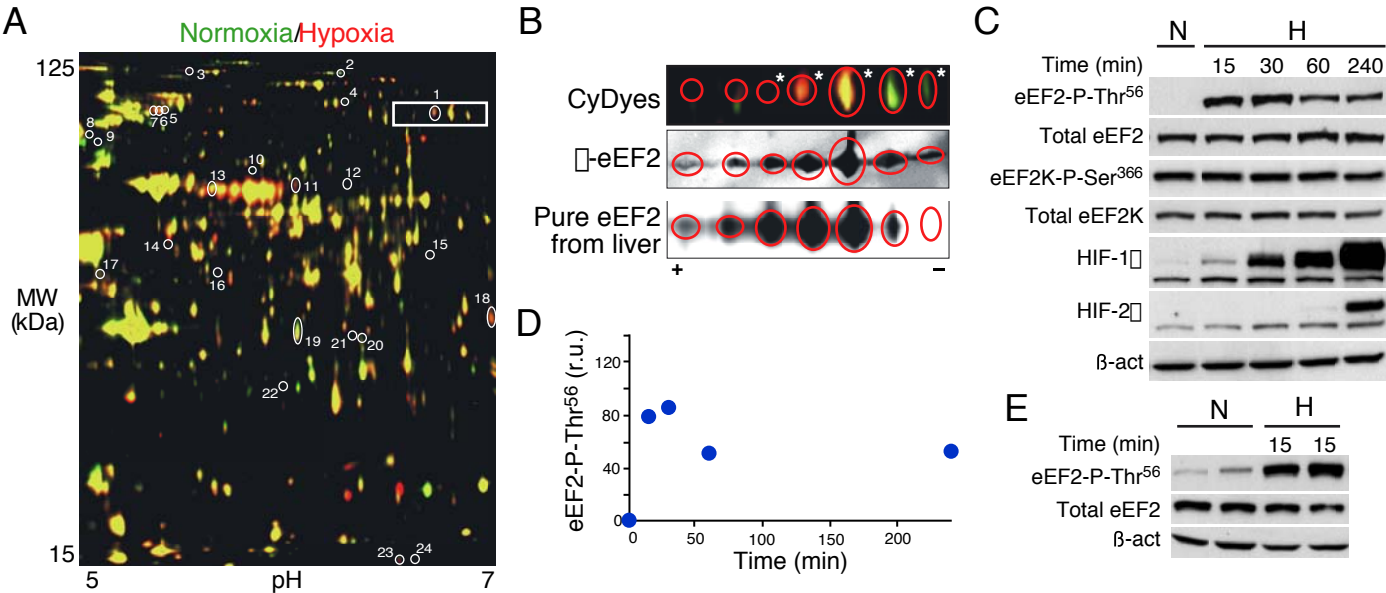 A
Normoxia/Hypoxia
125
MW
(kDa)
15
5
pH
7
1
2
3
4
5
6
7
8
9
10
11
12
13
14
15
16
17
18
19
20
21
22
23
24
B
CyDyes
* * * * *
▯-eEF2
Pure eEF2
from liver
+ –
C
N H
Time (min) 15 30 60 240
eEF2-P-Thr56
Total eEF2
eEF2K-P-Ser366
Total eEF2K
HIF-1▯
HIF-2▯
ß-act
D
eEF2-P-Thr56 (r.u.)
120
80
40
0
0 50 100 150 200
Time (min)
E
N H
Time (min) 15 15
eEF2-P-Thr56
Total eEF2
ß-act